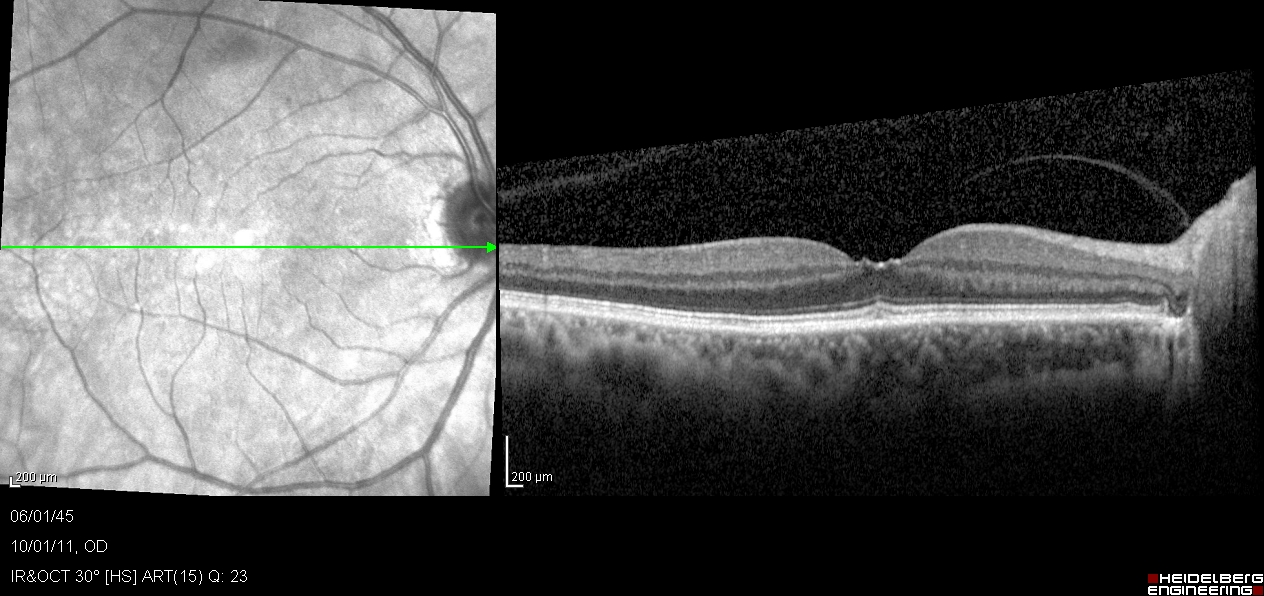 200 µm
200 µm
06/01/45
10/01/11, OD
IR&OCT 30° [HS] ART(15) Q: 23
HEIDELBERG
ENGINEERING